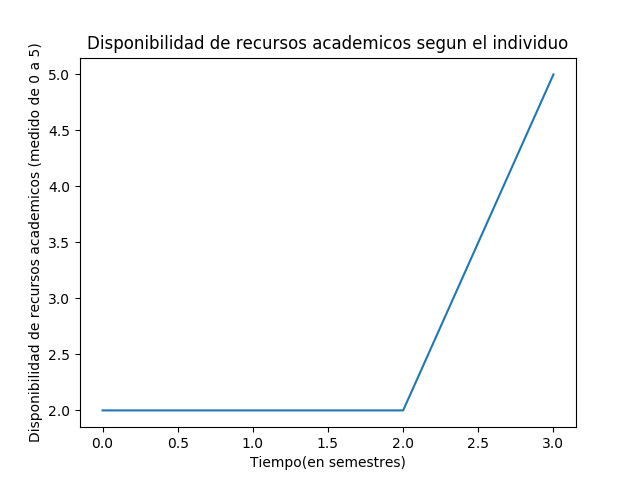 Disponibilidad de recursos academicos segun el individuo
Disponibilidad de recursos academicos (medido de 0 a 5)
5.0
4.5
4.0
3.5
3.0
2.5
2.0
0.0 0.5 1.0 1.5 2.0 2.5 3.0
Tiempo(en semestres)